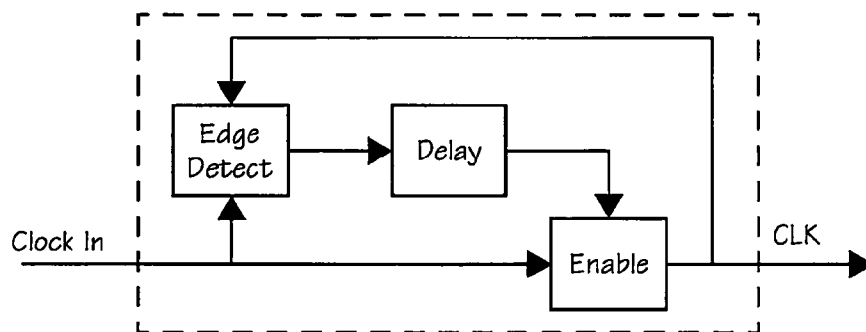 Edge
Detect
Delay
Clock In
Enable
CLK